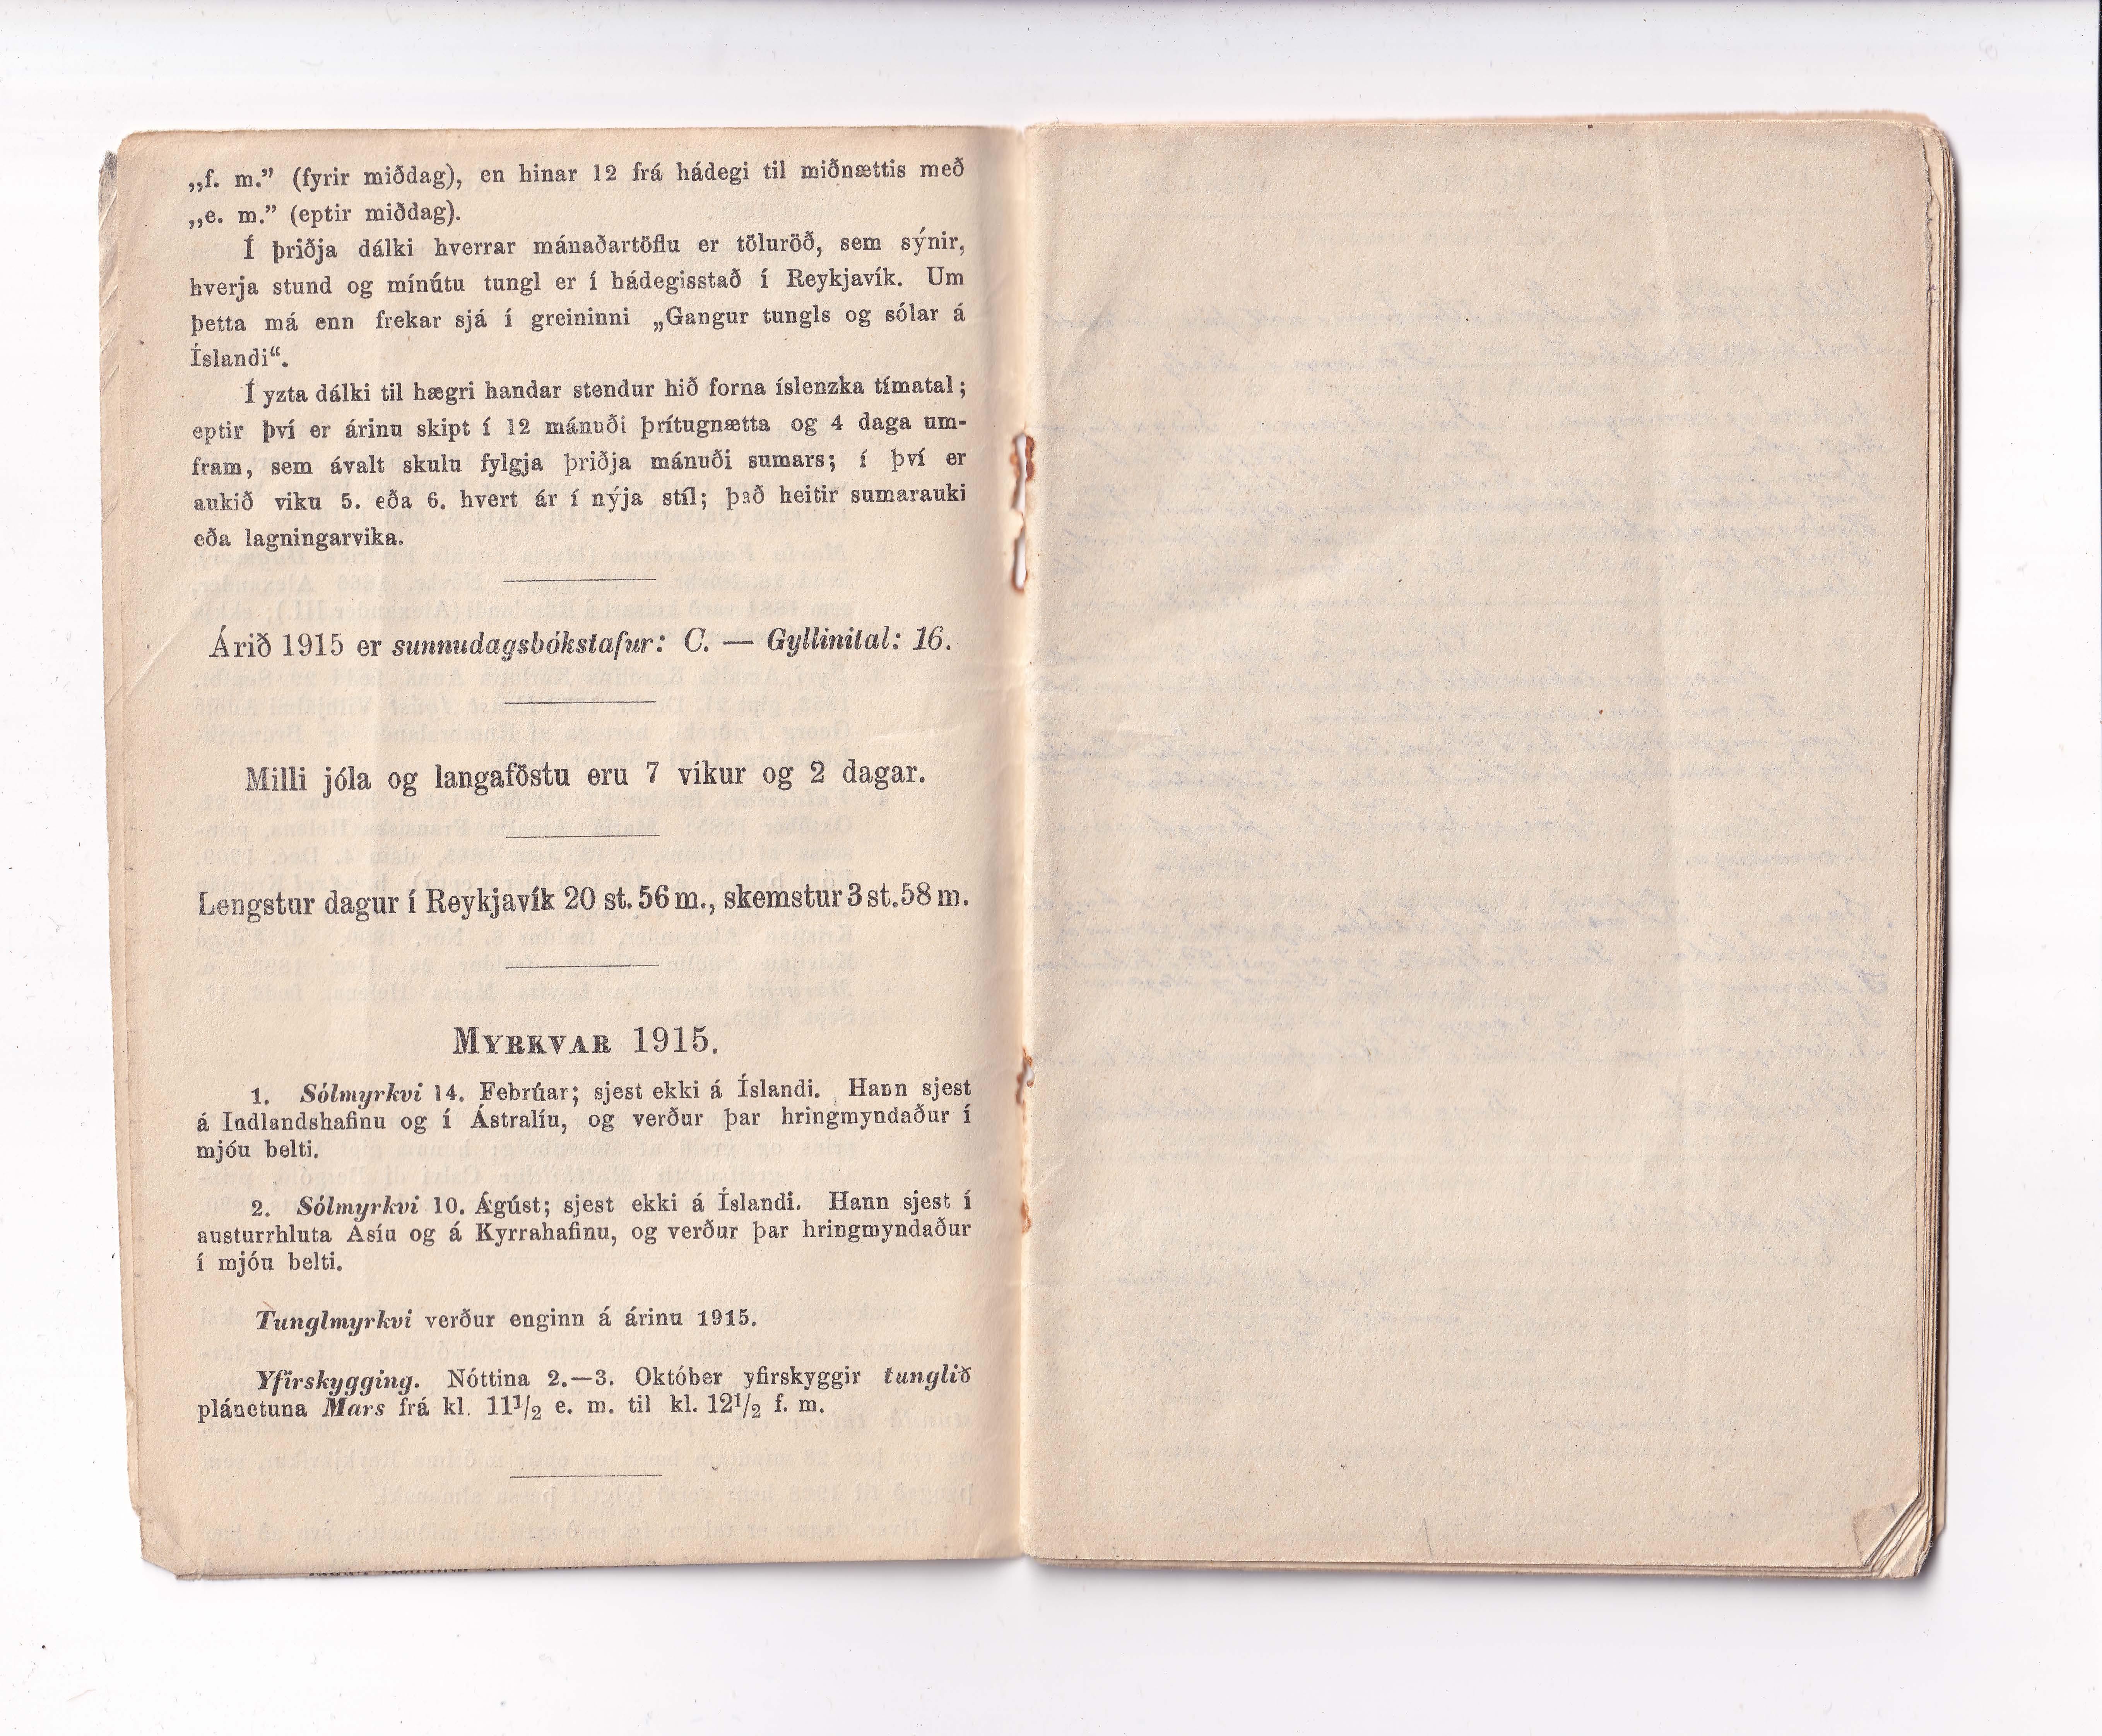 „f. m.” (fyrir miðdag), en hinar 12 frá hádegi til miðnættis með
„e. m.” (eptir miðdag).
Í þriðja dálki hverrar mánaðartöflu er töluröð, sem sýnir,
hverja stund og mínútu tungl er í hádegisstað í Reykjavík. Um
þetta má enn frekar sjá í greininni „Gangur tungls og sólar á
Íslandi“.
Í yzta dálki til hægri handar stendur hið forna íslenzka tímatal;
eptir því er árinu skipt í 12 mánuði þrítugnætta og 4 daga um-
fram, sem ávalt skulu fylgja þriðja mánuði sumars; í því er
aukið viku 5. eða 6. hvert ár í nýja stíl; það heitir sumarauki
eða lagningarvika.
Árið 1915 er sunnudagsbókstafur: C. — Gyllinital: 16.
Milli jóla og langaföstu eru 7 vikur og 2 dagar.
Lengstur dagur í Reykjavík 20 st. 56 m., skemstur 3 st. 58 m.
MYRKVAR 1915.
1. Sólmyrkvi 14. Febrúar; sjest ekki á Íslandi. Hann sjest
á Indlandshafinu og í Ástralíu, og verður þar hringmyndaður í
mjóu belti.
2. Sólmyrkvi 10. Ágúst; sjest ekki á Íslandi. Hann sjest í
austurrhluta Asíu og á Kyrrahafinu, og verður þar hringmyndaður
í mjóu belti.
Tunglmyrkvi verður enginn á árinu 1915.
Yfirskygging. Nóttina 2.—3. Október yfirskyggir tunglið
plánetuna Mars frá kl. 11½ e. m. til kl. 12½ f. m.